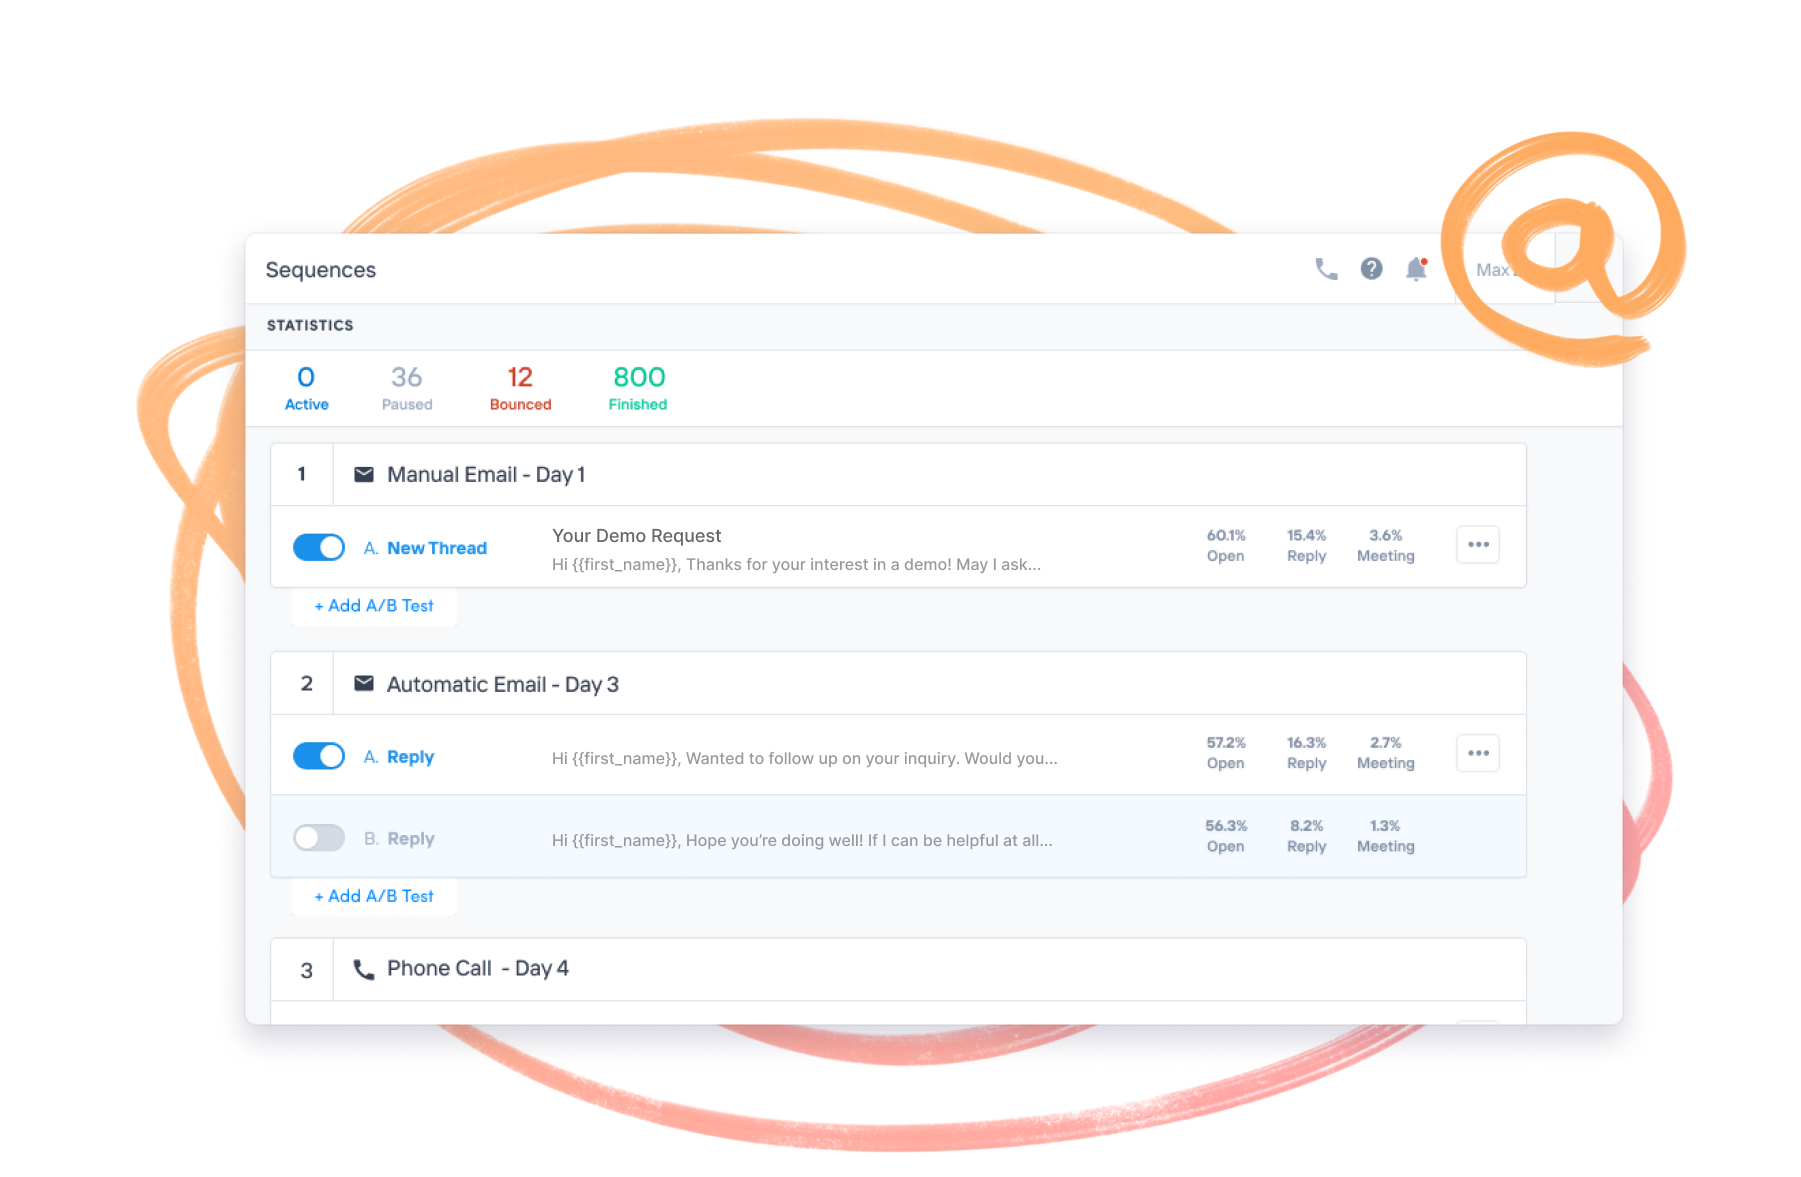 Sequences
Max
STATISTICS
0 36 12 800
Active Paused Bounced Finished
1 Manual Email - Day 1
A. New Thread
Your Demo Request
Hi {{first_name}}, Thanks for your interest in a demo! May I ask...
60.1% 15.4% 3.6%
Open Reply Meeting
+ Add A/B Test
2 Automatic Email - Day 3
A. Reply
Hi {{first_name}}, Wanted to follow up on your inquiry. Would you...
57.2% 16.3% 2.7%
Open Reply Meeting
B. Reply
Hi {{first_name}}, Hope you’re doing well! If I can be helpful at all...
56.3% 8.2% 1.3%
Open Reply Meeting
+ Add A/B Test
3 Phone Call - Day 4
@